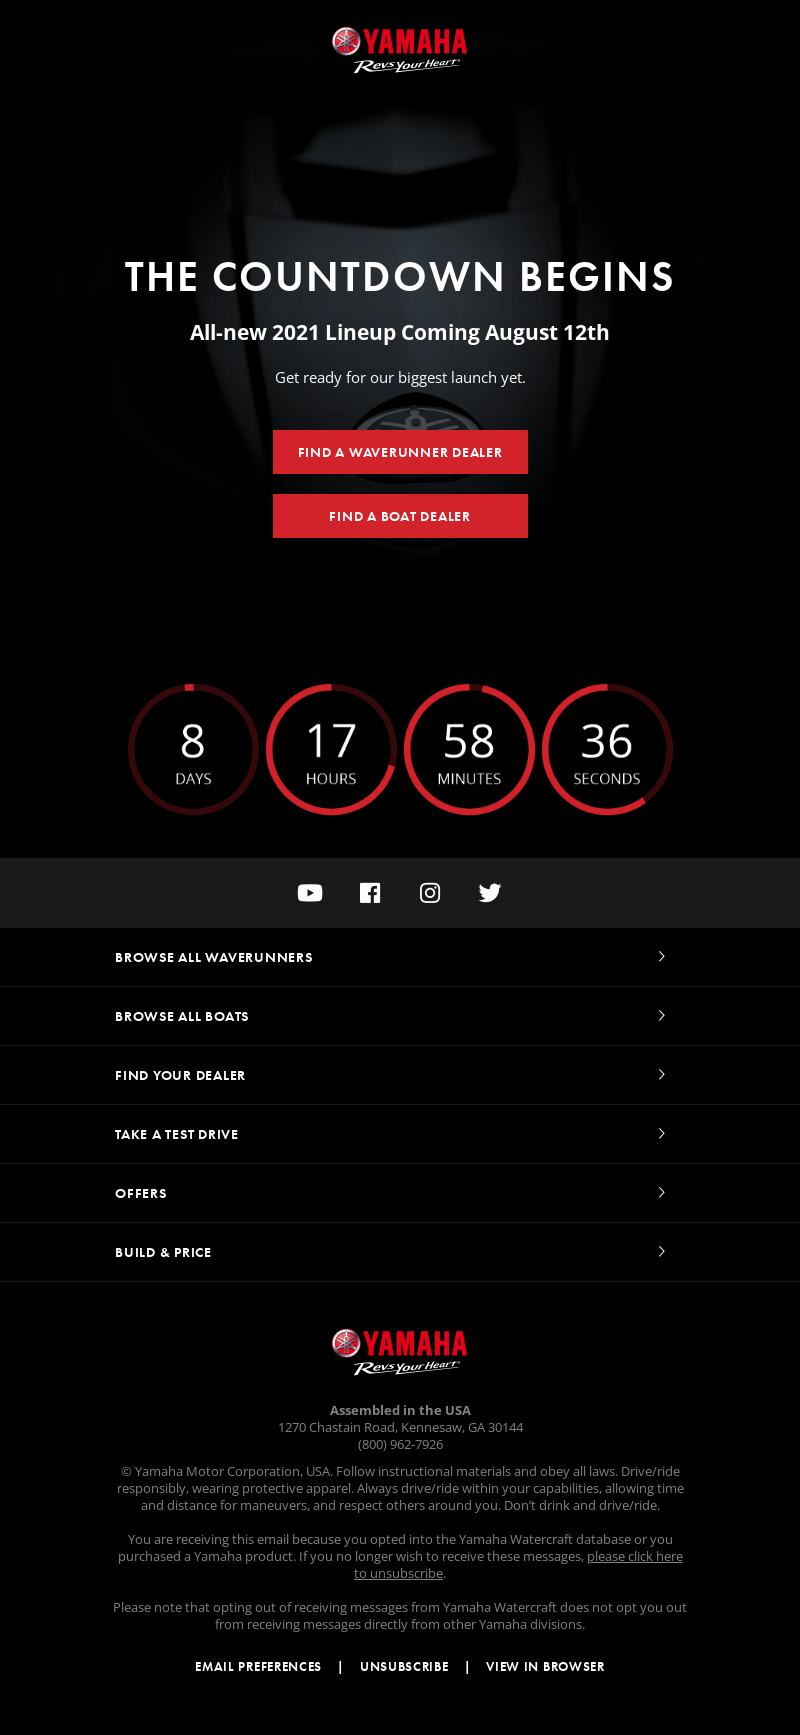 YAMAHA
Revs Your Heart
THE COUNTDOWN BEGINS
All-new 2021 Lineup Coming August 12th
Get ready for our biggest launch yet.
FIND A WAVERUNNER DEALER
FIND A BOAT DEALER
8 17 58 36
DAYS HOURS MINUTES SECONDS
BROWSE ALL WAVERUNNERS
BROWSE ALL BOATS
FIND YOUR DEALER
TAKE A TEST DRIVE
OFFERS
BUILD & PRICE
YAMAHA
Revs Your Heart
Assembled in the USA
1270 Chastain Road, Kennesaw, GA 30144
(800) 962-7926
© Yamaha Motor Corporation, USA. Follow instructional materials and obey all laws. Drive/ride
responsibly, wearing protective apparel. Always drive/ride within your capabilities, allowing time
and distance for maneuvers, and respect others around you. Don’t drink and drive/ride.
You are receiving this email because you opted into the Yamaha Watercraft database or you
purchased a Yamaha product. If you no longer wish to receive these messages, please click here
to unsubscribe.
Please note that opting out of receiving messages from Yamaha Watercraft does not opt you out
from receiving messages directly from other Yamaha divisions.
EMAIL PREFERENCES | UNSUBSCRIBE | VIEW IN BROWSER